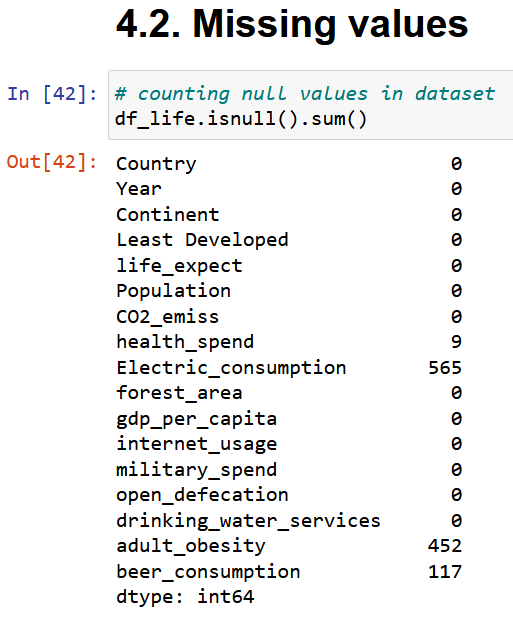 4.2. Missing values
In [42]: # counting null values in dataset
df_life.isnull().sum()
Out[42]: Country 0
Year 0
Continent 0
Least Developed 0
life_expect 0
Population 0
CO2_emiss 0
health_spend 9
Electric_consumption 565
forest_area 0
gdp_per_capita 0
internet_usage 0
military_spend 0
open_defecation 0
drinking_water_services 0
adult_obesity 452
beer_consumption 117
dtype: int64